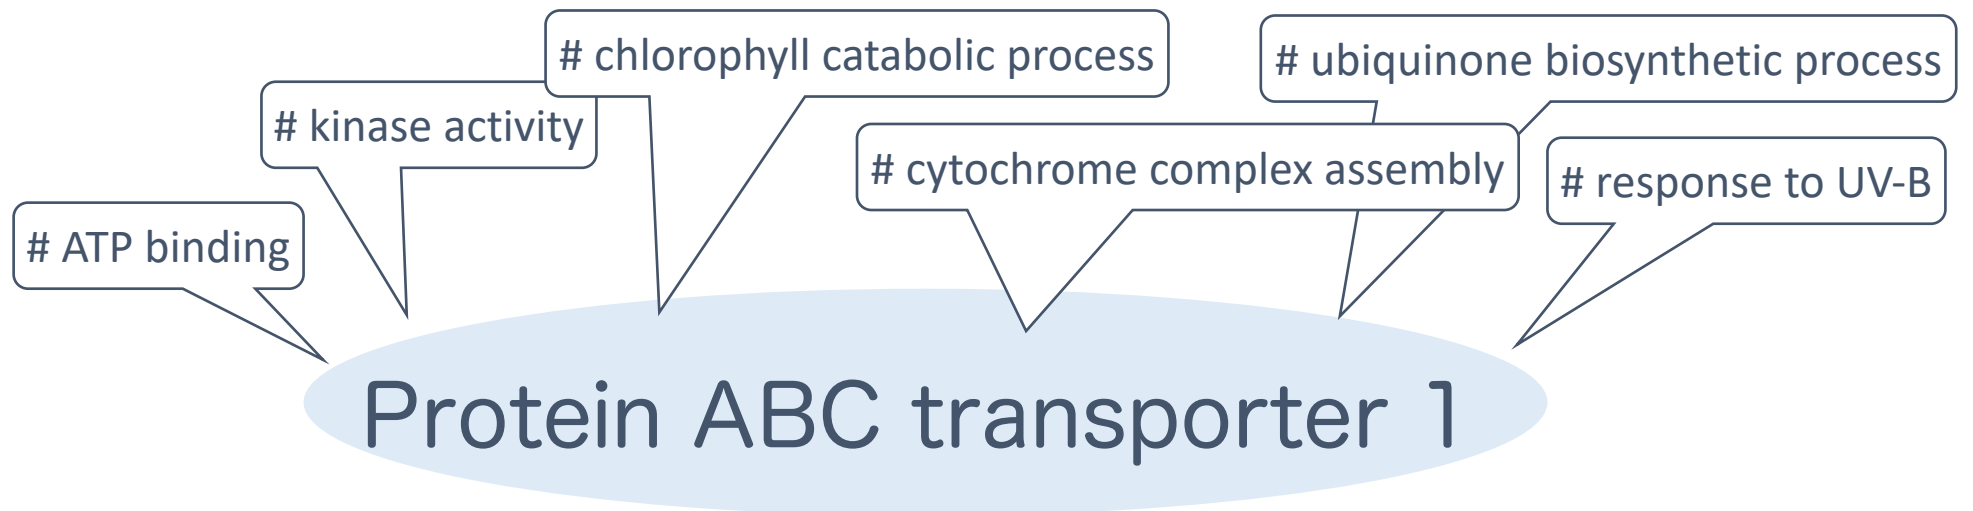 # chlorophyll catabolic process
# ubiquinone biosynthetic process
# kinase activity
# cytochrome complex assembly
# response to UV-B
# ATP binding
Protein ABC transporter 1